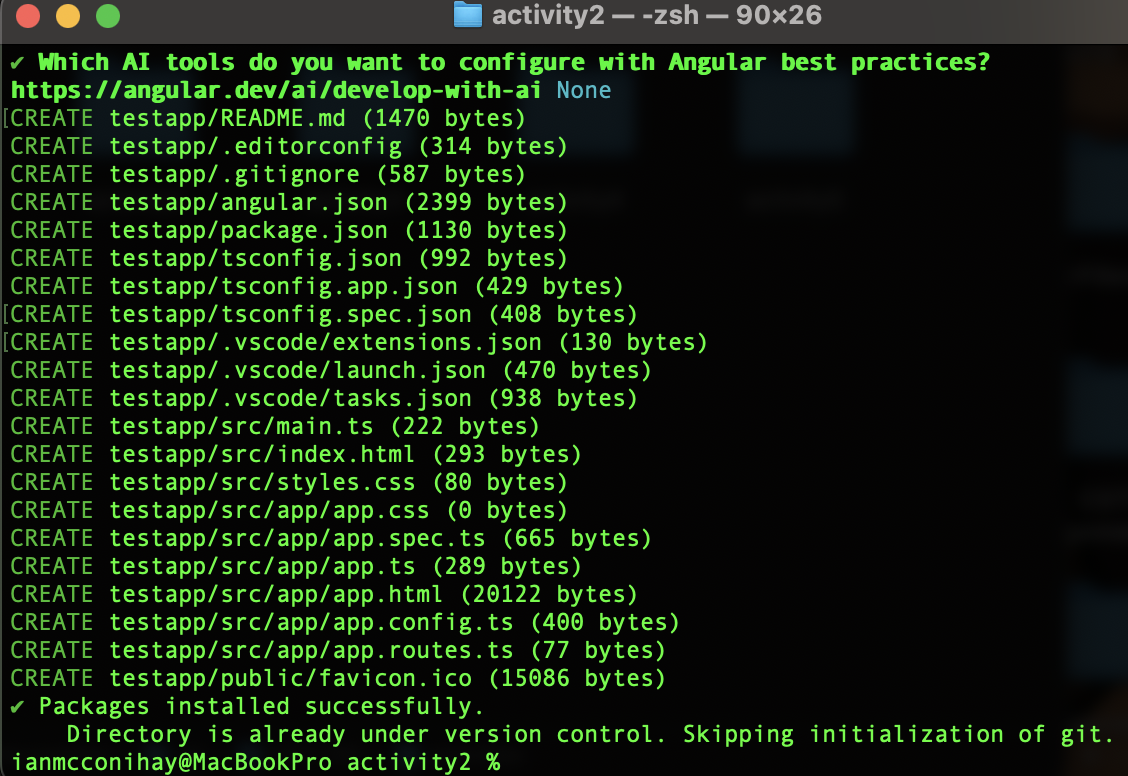 activity2 — -zsh — 90×26
✔ Which AI tools do you want to configure with Angular best practices?
https://angular.dev/ai/develop-with-ai None
[CREATE testapp/README.md (1470 bytes)
CREATE testapp/.editorconfig (314 bytes)
CREATE testapp/.gitignore (587 bytes)
CREATE testapp/angular.json (2399 bytes)
CREATE testapp/package.json (1130 bytes)
CREATE testapp/tsconfig.json (992 bytes)
CREATE testapp/tsconfig.app.json (429 bytes)
[CREATE testapp/tsconfig.spec.json (408 bytes)
[CREATE testapp/.vscode/extensions.json (130 bytes)
CREATE testapp/.vscode/launch.json (470 bytes)
CREATE testapp/.vscode/tasks.json (938 bytes)
CREATE testapp/src/main.ts (222 bytes)
CREATE testapp/src/index.html (293 bytes)
CREATE testapp/src/styles.css (80 bytes)
CREATE testapp/src/app/app.css (0 bytes)
CREATE testapp/src/app/app.spec.ts (665 bytes)
CREATE testapp/src/app/app.ts (289 bytes)
CREATE testapp/src/app/app.html (20122 bytes)
CREATE testapp/src/app/app.config.ts (400 bytes)
CREATE testapp/src/app/app.routes.ts (77 bytes)
CREATE testapp/public/favicon.ico (15086 bytes)
✔ Packages installed successfully.
    Directory is already under version control. Skipping initialization of git.
ianmcconihay@MacBookPro activity2 %